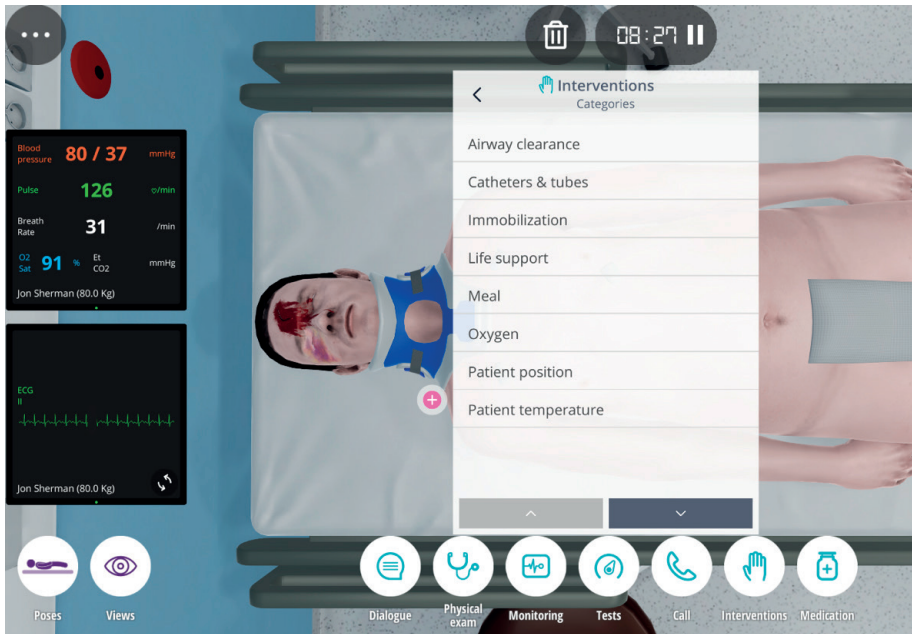 08:27
Interventions
Categories
Airway clearance
Catheters & tubes
Immobilization
Life support
Meal
Oxygen
Patient position
Patient temperature
Blood pressure 80 / 37 mmHg
Pulse 126 /min
Breath Rate 31 /min
O2 Sat 91 % Et CO2 mmHg
Jon Sherman (80.0 Kg)
ECG
II
Jon Sherman (80.0 Kg)
Poses
Views
Dialogue
Physical exam
Monitoring
Tests
Call
Interventions
Medication